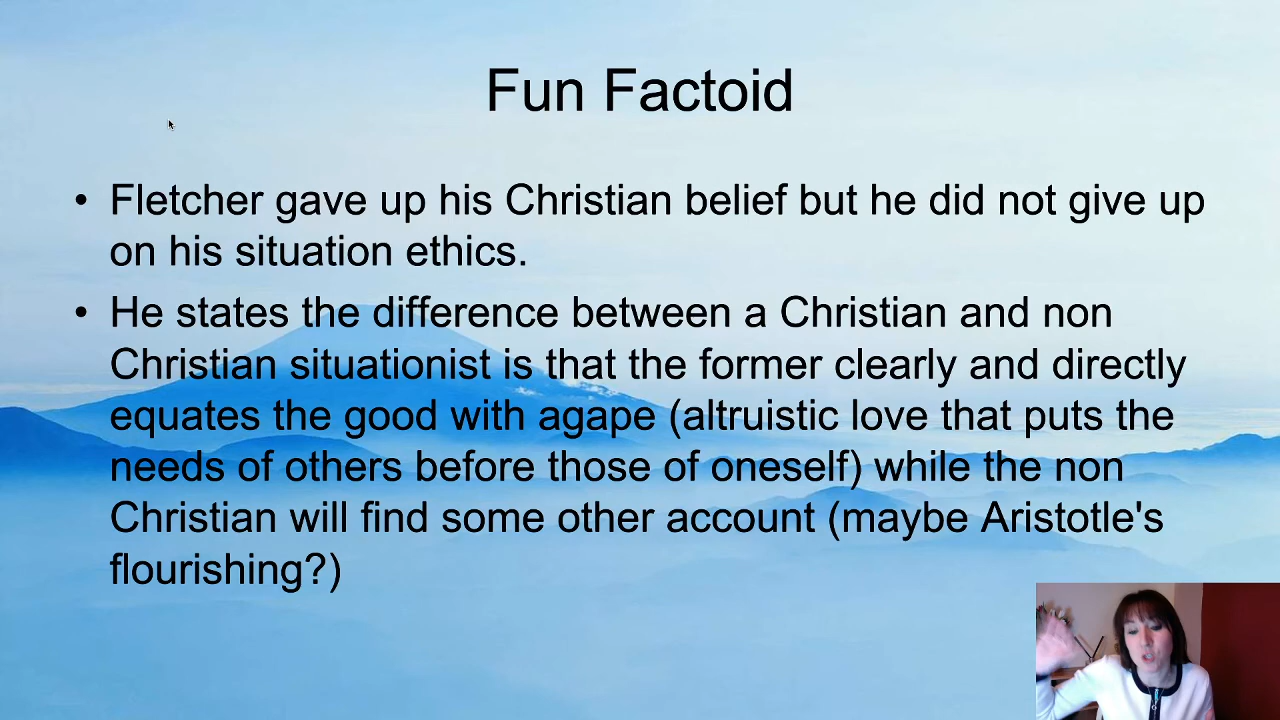 Fun Factoid
• Fletcher gave up his Christian belief but he did not give up
on his situation ethics.
• He states the difference between a Christian and non
Christian situationist is that the former clearly and directly
equates the good with agape (altruistic love that puts the
needs of others before those of oneself) while the non
Christian will find some other account (maybe Aristotle's
flourishing?)